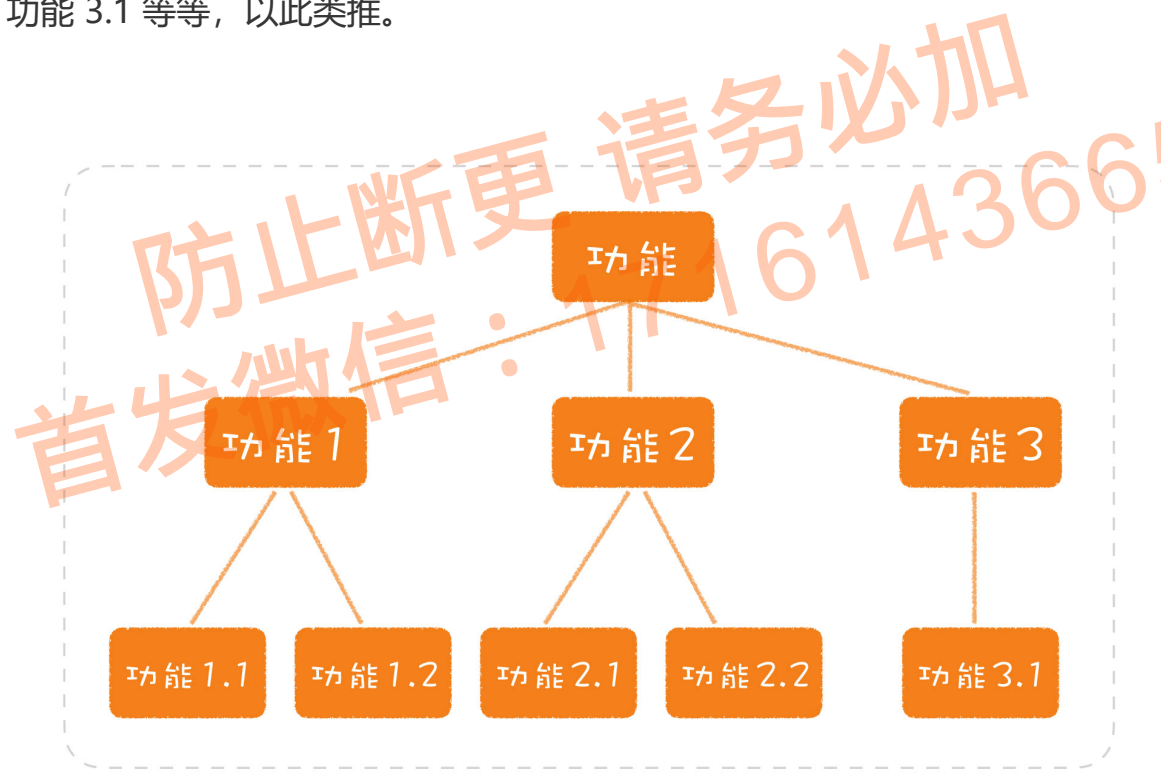 功能 3.1 等等，以此类推。
防止断更 请务必加
首发微信：1716143665
功能
功能1
功能2
功能3
功能1.1
功能1.2
功能2.1
功能2.2
功能3.1